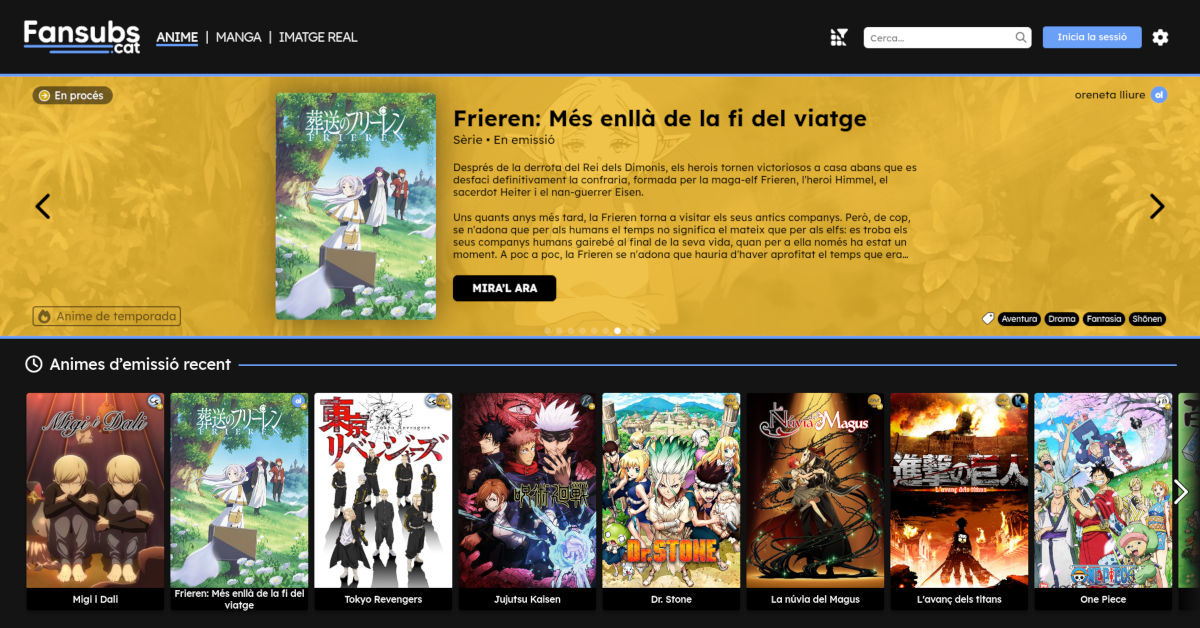 Fansubs
.cat
ANIME | MANGA | IMATGE REAL
Cerca...
Inicia la sessió
En procés
oreneta lliure
葬送のフリーレン
FRIEREN
Frieren: Més enllà de la fi del viatge
Sèrie • En emissió
Després de la derrota del Rei dels Dimonis, els herois tornen victoriosos a casa abans que es
desfaci definitivament la confraria, formada per la maga-elf Frieren, l'heroi Himmel, el
sacerdot Heiter i el nan-guerrer Eisen.
Uns quants anys més tard, la Frieren torna a visitar els seus antics companys. Però, de cop,
se n'adona que per als humans el temps no significa el mateix que per als elfs: es troba els
seus companys humans gairebé al final de la seva vida, quan per a ella només ha estat un
moment. A poc a poc, la Frieren se n'adona que hauria d'haver aprofitat el temps que era...
MIRA'L ARA
Anime de temporada
Aventura
Drama
Fantasia
Shōnen
Animes d'emissió recent
Migi i Dali
葬送のフリーレン
FRIEREN
東京
Tokyo Revengers
リベンジャーズ
呪術廻戦
Dr.STONE
Núvia del Magus
進撃の巨人
L'avanç dels titans
ONE PIECE
Migi i Dali
Frieren: Més enllà de la fi del
viatge
Tokyo Revengers
Jujutsu Kaisen
Dr. Stone
La núvia del Magus
L'avanç dels titans
One Piece